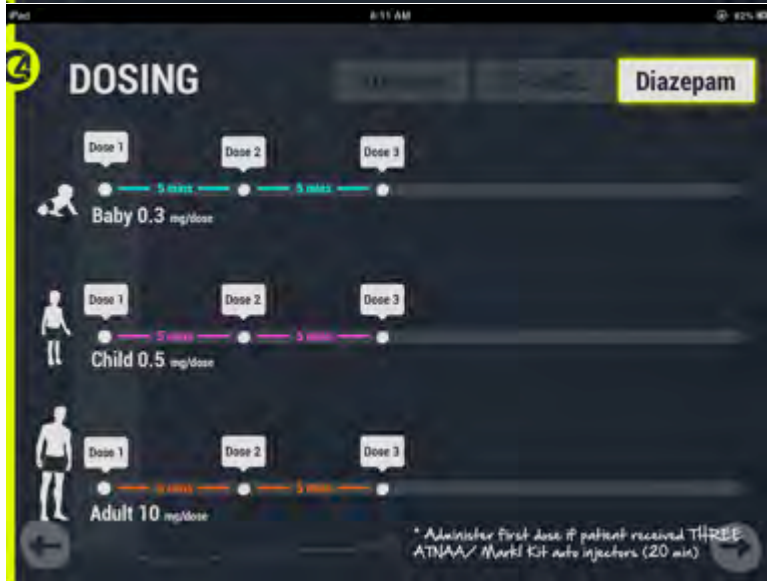 iPad
8:11 AM
82%
4
DOSING
Diazepam
Dose 1
Dose 2
Dose 3
5 mins
5 mins
Baby 0.3 mg/dose
Dose 1
Dose 2
Dose 3
5 mins
5 mins
Child 0.5 mg/dose
Dose 1
Dose 2
Dose 3
5 mins
5 mins
Adult 10 mg/dose
* Administer first dose if patient received THREE
ATNAA/ MarkI Kit auto injectors (20 min)